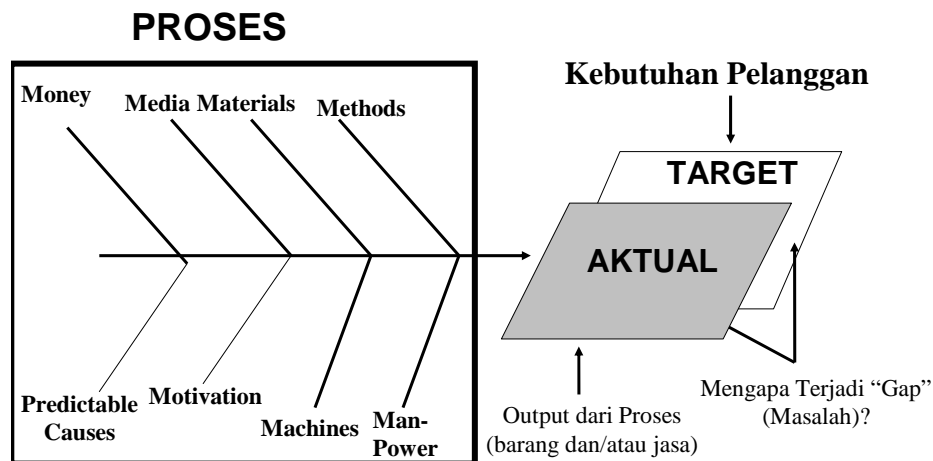 PROSES
Money
Media Materials
Methods
Predictable
Causes
Motivation
Machines
Man-
Power
Kebutuhan Pelanggan
TARGET
AKTUAL
Output dari Proses
(barang dan/atau jasa)
Mengapa Terjadi “Gap”
(Masalah)?